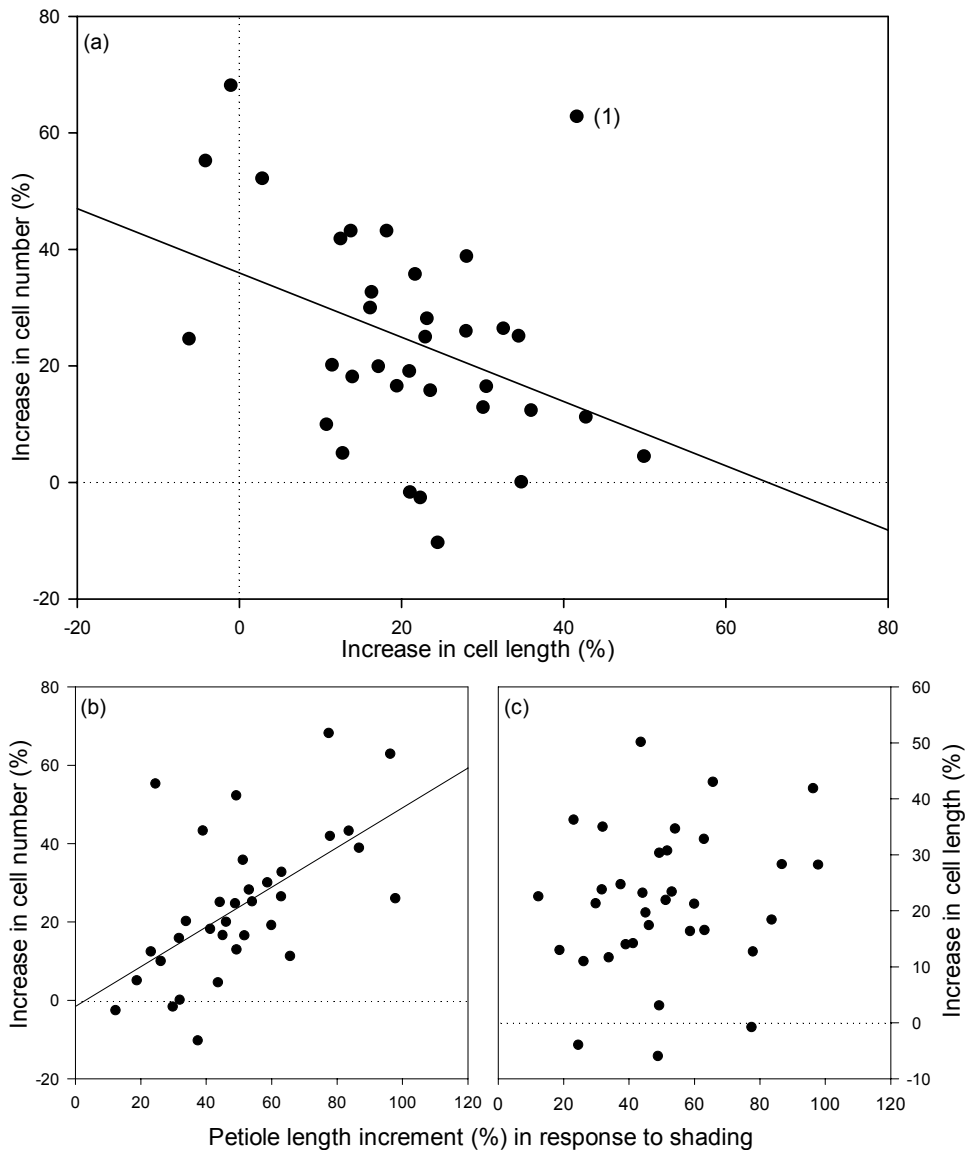 (a)
80
60
40
20
0
-20
Increase in cell number (%)
(1)
-20 0 20 40 60 80
Increase in cell length (%)
(b)
80
60
40
20
0
-20
Increase in cell number (%)
0 20 40 60 80 100 120
(c)
60
50
40
30
20
10
0
-10
Increase in cell length (%)
0 20 40 60 80 100 120
Petiole length increment (%) in response to shading